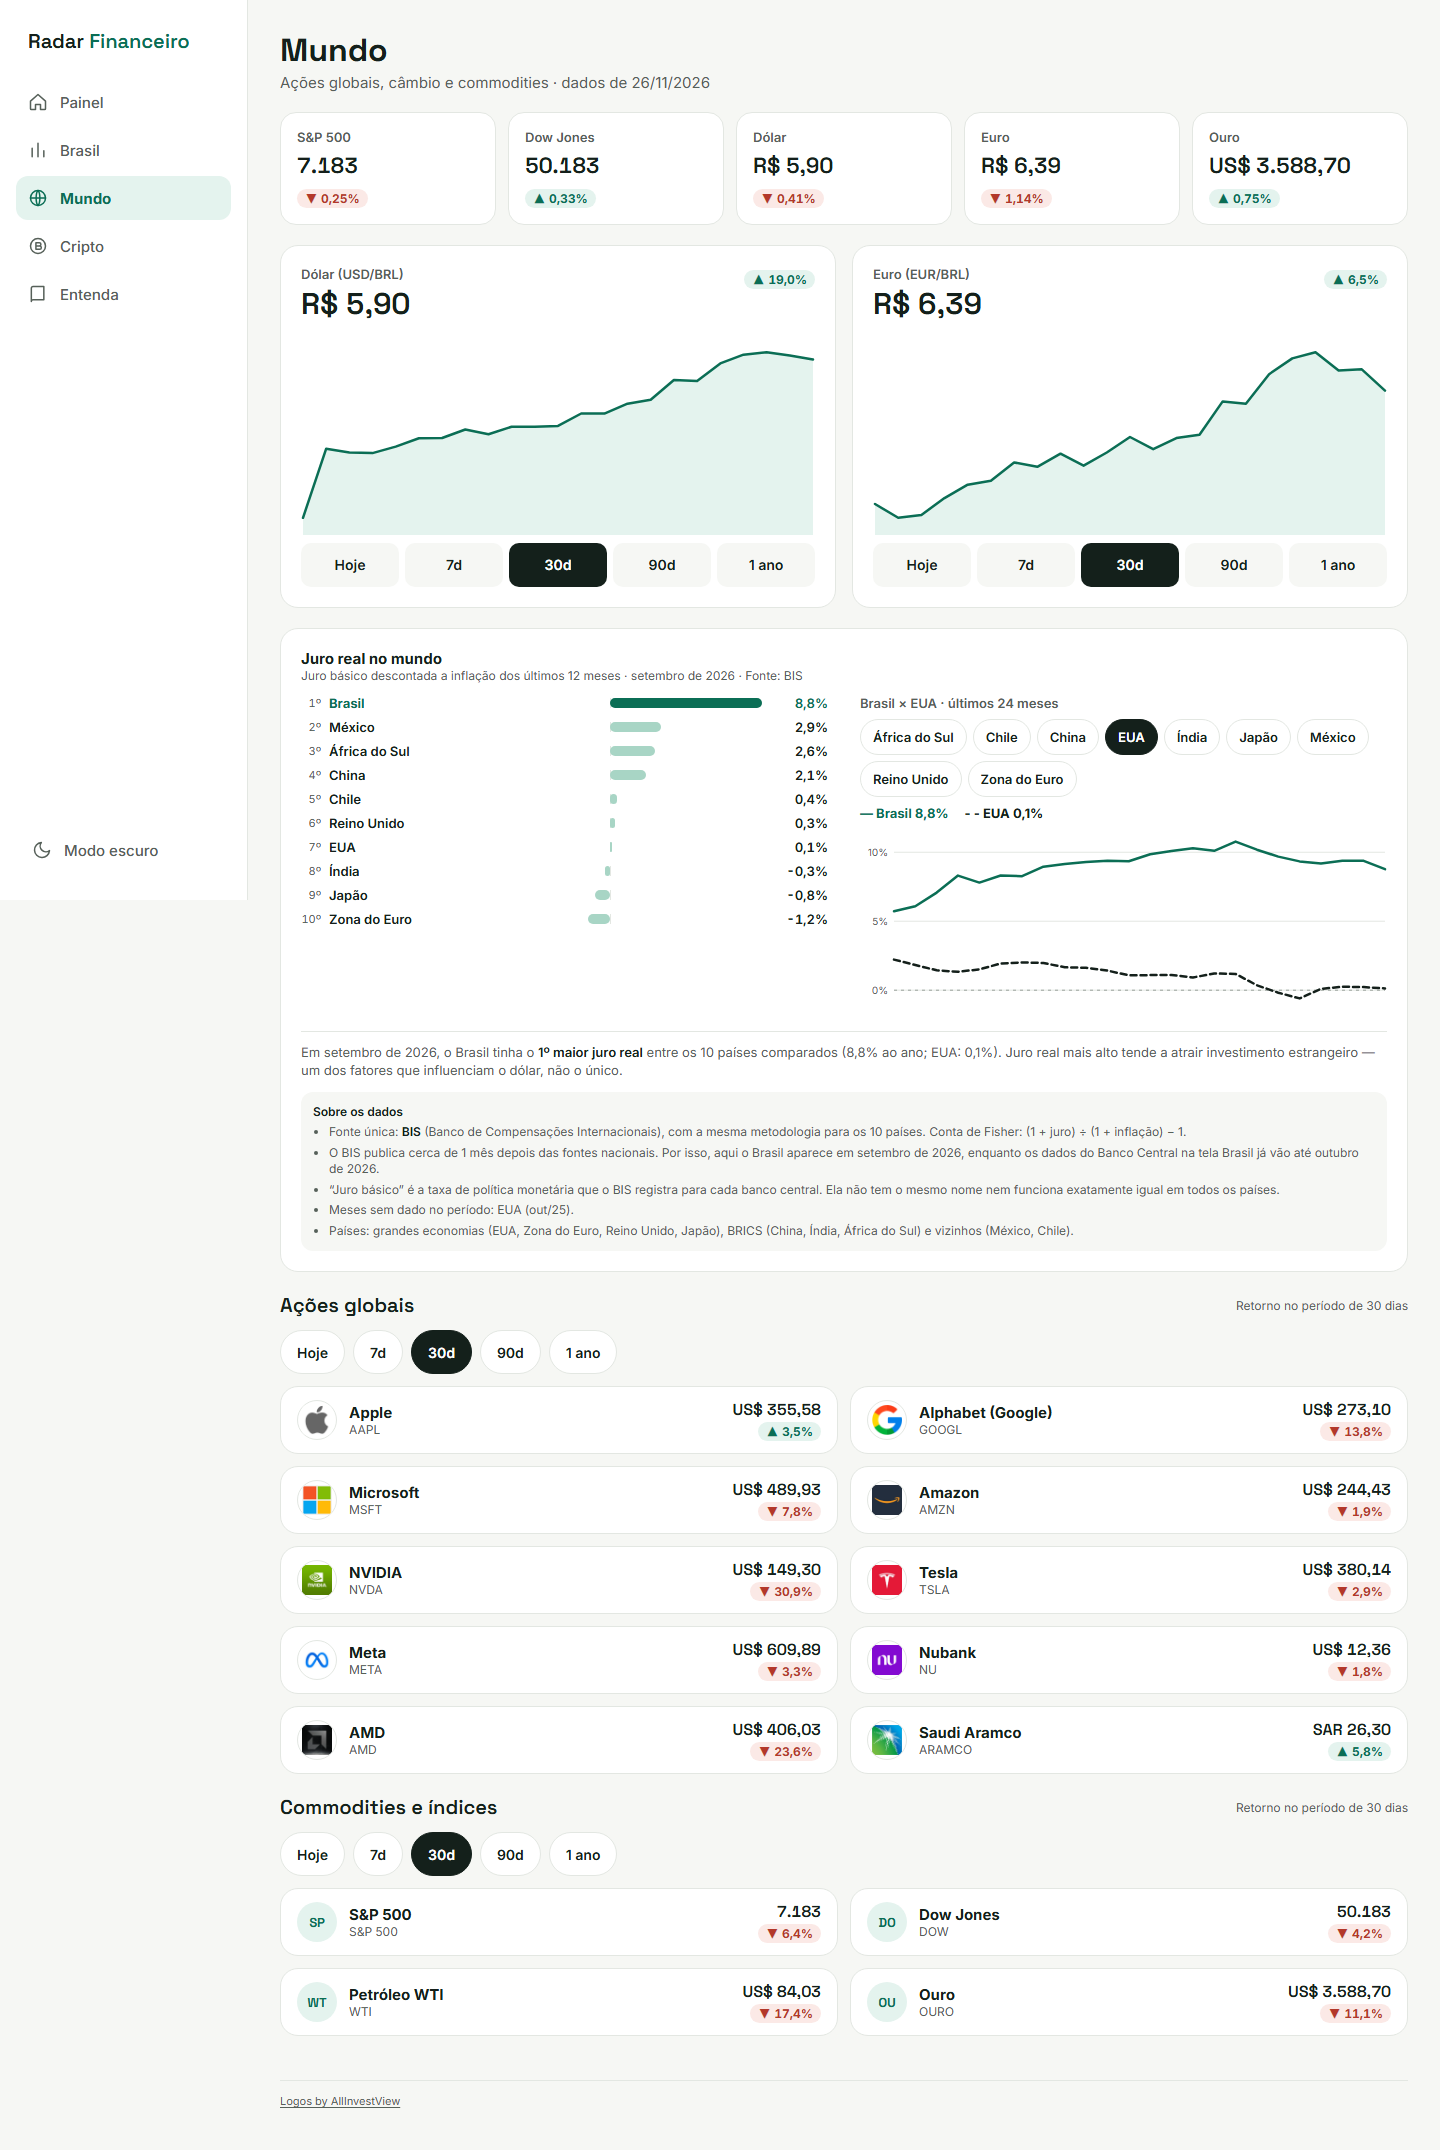 Radar Financeiro
Painel
Brasil
Mundo
Cripto
Entenda
Modo escuro
Mundo
Ações globais, câmbio e commodities · dados de 26/11/2026
S&P 500
7.183
▼ 0,25%
Dow Jones
50.183
▲ 0,33%
Dólar
R$ 5,90
▼ 0,41%
Euro
R$ 6,39
▼ 1,14%
Ouro
US$ 3.588,70
▲ 0,75%
Dólar (USD/BRL)
R$ 5,90
▲ 19,0%
Hoje 7d 30d 90d 1 ano
Euro (EUR/BRL)
R$ 6,39
▲ 6,5%
Hoje 7d 30d 90d 1 ano
Juro real no mundo
Juro básico descontada a inflação dos últimos 12 meses · setembro de 2026 · Fonte: BIS
1º Brasil 8,8%
2º México 2,9%
3º África do Sul 2,6%
4º China 2,1%
5º Chile 0,4%
6º Reino Unido 0,3%
7º EUA 0,1%
8º Índia -0,3%
9º Japão -0,8%
10º Zona do Euro -1,2%
Brasil × EUA · últimos 24 meses
África do Sul Chile China EUA Índia Japão México
Reino Unido Zona do Euro
— Brasil 8,8% - - EUA 0,1%
10%
5%
0%
Em setembro de 2026, o Brasil tinha o 1º maior juro real entre os 10 países comparados (8,8% ao ano; EUA: 0,1%). Juro real mais alto tende a atrair investimento estrangeiro —
um dos fatores que influenciam o dólar, não o único.
Sobre os dados
• Fonte única: BIS (Banco de Compensações Internacionais), com a mesma metodologia para os 10 países. Conta de Fisher: (1 + juro) ÷ (1 + inflação) − 1.
• O BIS publica cerca de 1 mês depois das fontes nacionais. Por isso, aqui o Brasil aparece em setembro de 2026, enquanto os dados do Banco Central na tela Brasil já vão até outubro
de 2026.
• “Juro básico” é a taxa de política monetária que o BIS registra para cada banco central. Ela não tem o mesmo nome nem funciona exatamente igual em todos os países.
• Meses sem dado no período: EUA (out/25).
• Países: grandes economias (EUA, Zona do Euro, Reino Unido, Japão), BRICS (China, Índia, África do Sul) e vizinhos (México, Chile).
Ações globais
Retorno no período de 30 dias
Hoje 7d 30d 90d 1 ano
Apple
AAPL
US$ 355,58
▲ 3,5%
Alphabet (Google)
GOOGL
US$ 273,10
▼ 13,8%
Microsoft
MSFT
US$ 489,93
▼ 7,8%
Amazon
AMZN
US$ 244,43
▼ 1,9%
NVIDIA
NVDA
US$ 149,30
▼ 30,9%
Tesla
TSLA
US$ 380,14
▼ 2,9%
Meta
META
US$ 609,89
▼ 3,3%
nu
Nubank
NU
US$ 12,36
▼ 1,8%
AMD
AMD
US$ 406,03
▼ 23,6%
Saudi Aramco
ARAMCO
SAR 26,30
▲ 5,8%
Commodities e índices
Retorno no período de 30 dias
Hoje 7d 30d 90d 1 ano
SP
S&P 500
S&P 500
7.183
▼ 6,4%
DO
Dow Jones
DOW
50.183
▼ 4,2%
WT
Petróleo WTI
WTI
US$ 84,03
▼ 17,4%
OU
Ouro
OURO
US$ 3.588,70
▼ 11,1%
Logos by AllInvestView